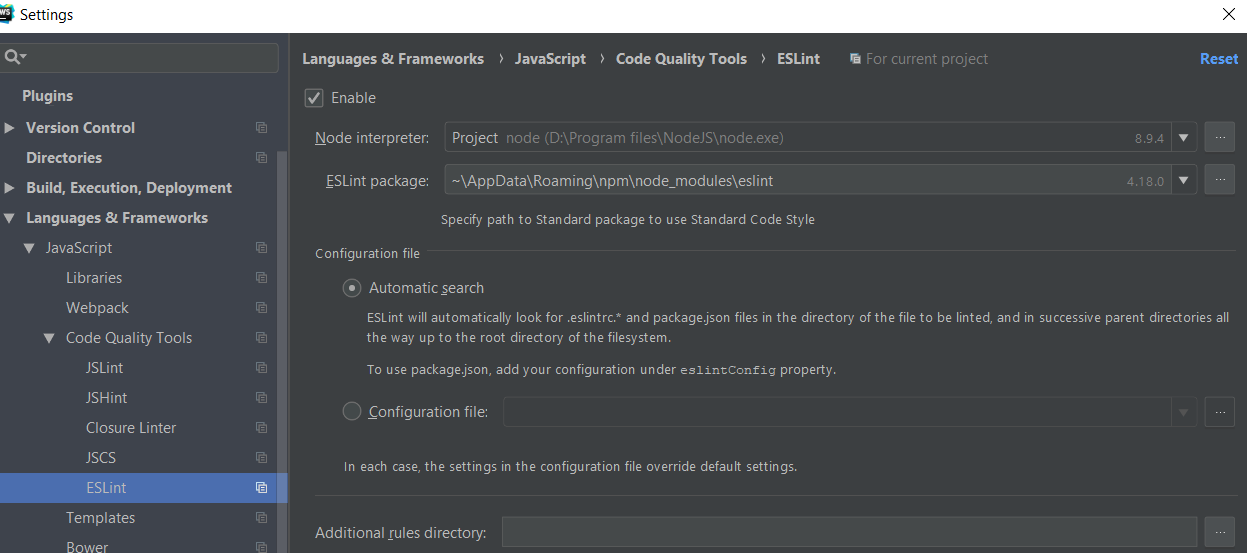 WS Settings
Plugins
Version Control
Directories
Build, Execution, Deployment
Languages & Frameworks
JavaScript
Libraries
Webpack
Code Quality Tools
JSLint
JSHint
Closure Linter
JSCS
ESLint
Templates
Bower
Languages & Frameworks › JavaScript › Code Quality Tools › ESLint For current project Reset
Enable
Node interpreter: Project node (D:\Program files\NodeJS\node.exe) 8.9.4 ...
ESLint package: ~\AppData\Roaming\npm\node_modules\eslint 4.18.0 ...
Specify path to Standard package to use Standard Code Style
Configuration file
Automatic search
ESLint will automatically look for .eslintrc.* and package.json files in the directory of the file to be linted, and in successive parent directories all
the way up to the root directory of the filesystem.
To use package.json, add your configuration under eslintConfig property.
Configuration file: ...
In each case, the settings in the configuration file override default settings.
Additional rules directory: ...